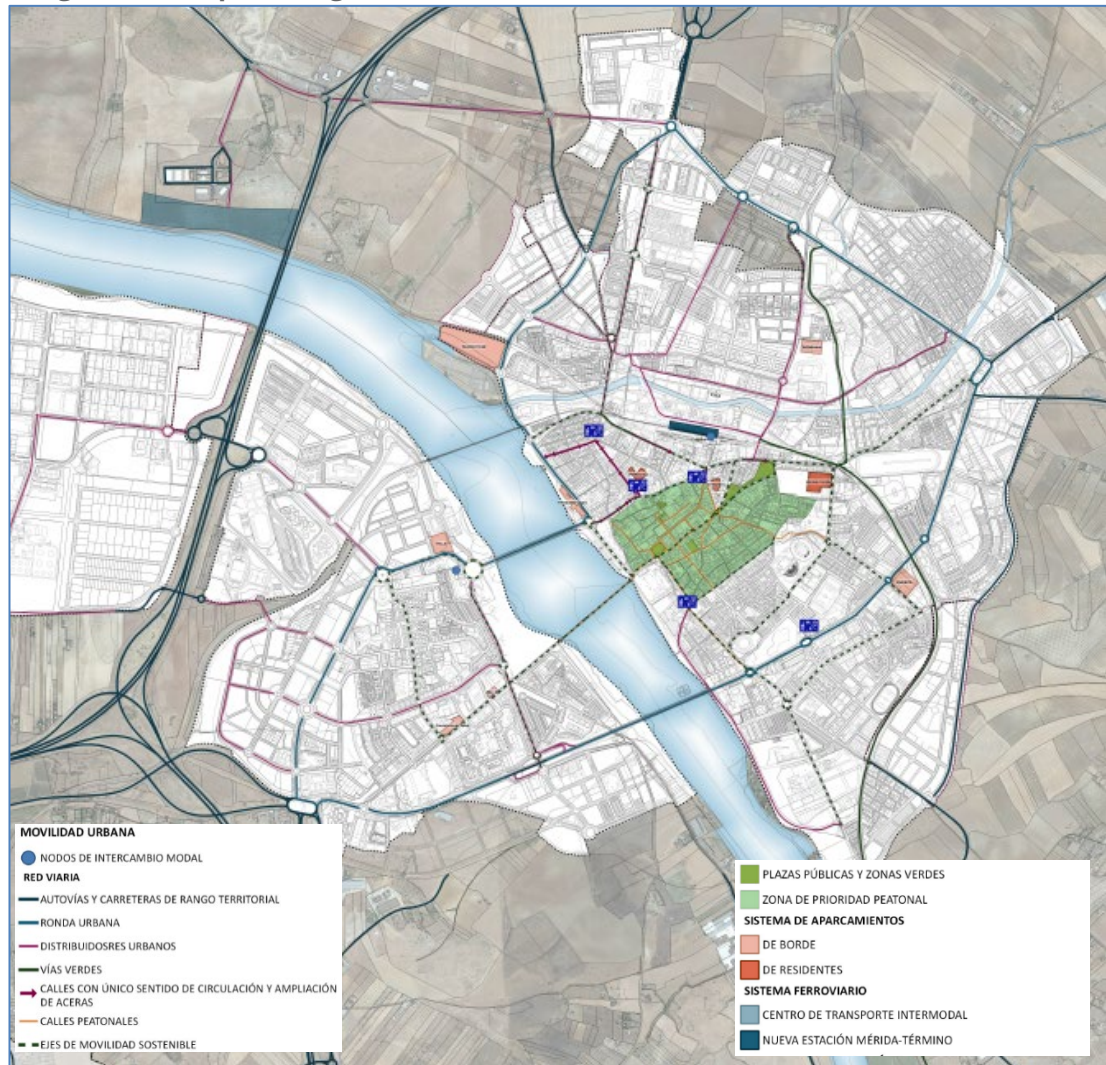 MOVILIDAD URBANA
NODOS DE INTERCAMBIO MODAL
RED VIARIA
AUTOVÍAS Y CARRETERAS DE RANGO TERRITORIAL
RONDA URBANA
DISTRIBUIDOSRES URBANOS
VÍAS VERDES
CALLES CON ÚNICO SENTIDO DE CIRCULACIÓN Y AMPLIACIÓN
DE ACERAS
CALLES PEATONALES
EJES DE MOVILIDAD SOSTENIBLE
PLAZAS PÚBLICAS Y ZONAS VERDES
ZONA DE PRIORIDAD PEATONAL
SISTEMA DE APARCAMIENTOS
DE BORDE
DE RESIDENTES
SISTEMA FERROVIARIO
CENTRO DE TRANSPORTE INTERMODAL
NUEVA ESTACIÓN MÉRIDA-TÉRMINO